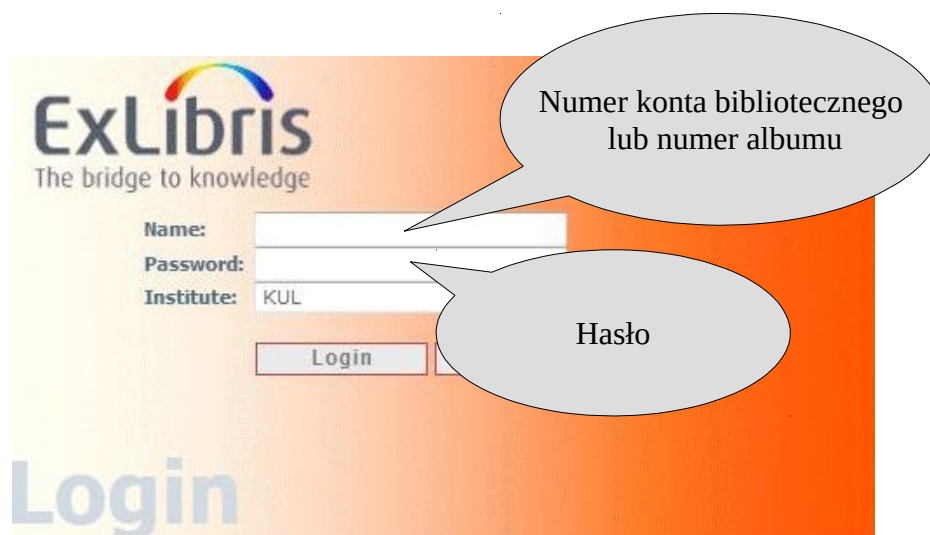 Numer konta bibliotecznego
lub numer albumu
ExLibris
The bridge to knowledge
Name:
Password:
Institute: KUL
Hasło
Login
Login